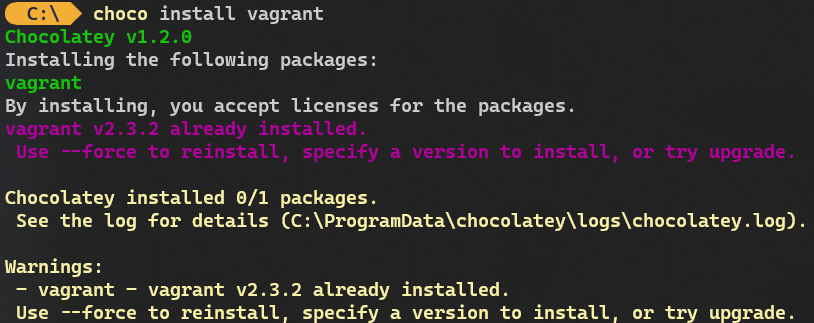 C:\ choco install vagrant
Chocolatey v1.2.0
Installing the following packages:
vagrant
By installing, you accept licenses for the packages.
vagrant v2.3.2 already installed.
 Use --force to reinstall, specify a version to install, or try upgrade.

Chocolatey installed 0/1 packages.
 See the log for details (C:\ProgramData\chocolatey\logs\chocolatey.log).

Warnings:
 - vagrant - vagrant v2.3.2 already installed.
 Use --force to reinstall, specify a version to install, or try upgrade.